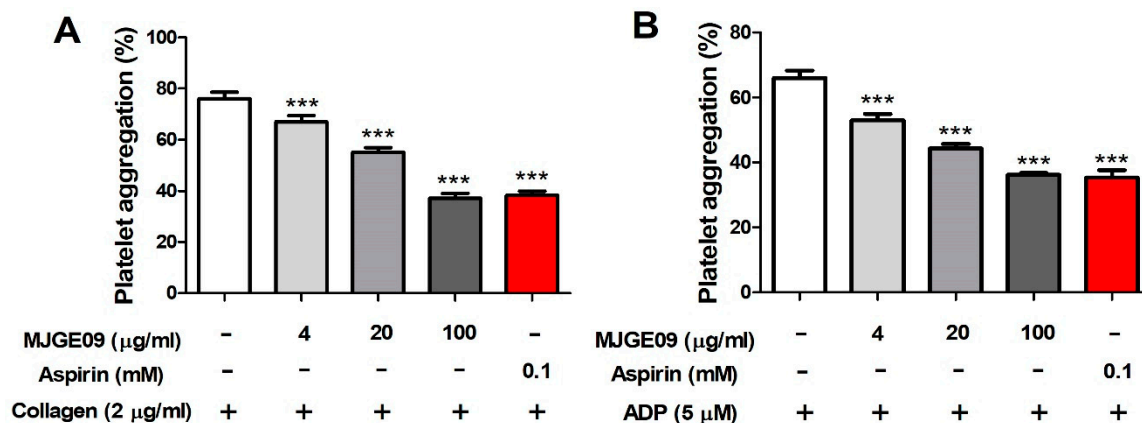 A
B
Platelet aggregation (%)
100
80
60
40
20
0
*** *** *** ***
MJGE09 (μg/ml) - 4 20 100 -
Aspirin (mM) - - - - 0.1
Collagen (2 μg/ml) + + + + +
Platelet aggregation (%)
80
60
40
20
0
*** *** *** ***
MJGE09 (μg/ml) - 4 20 100 -
Aspirin (mM) - - - - 0.1
ADP (5 μM) + + + + +